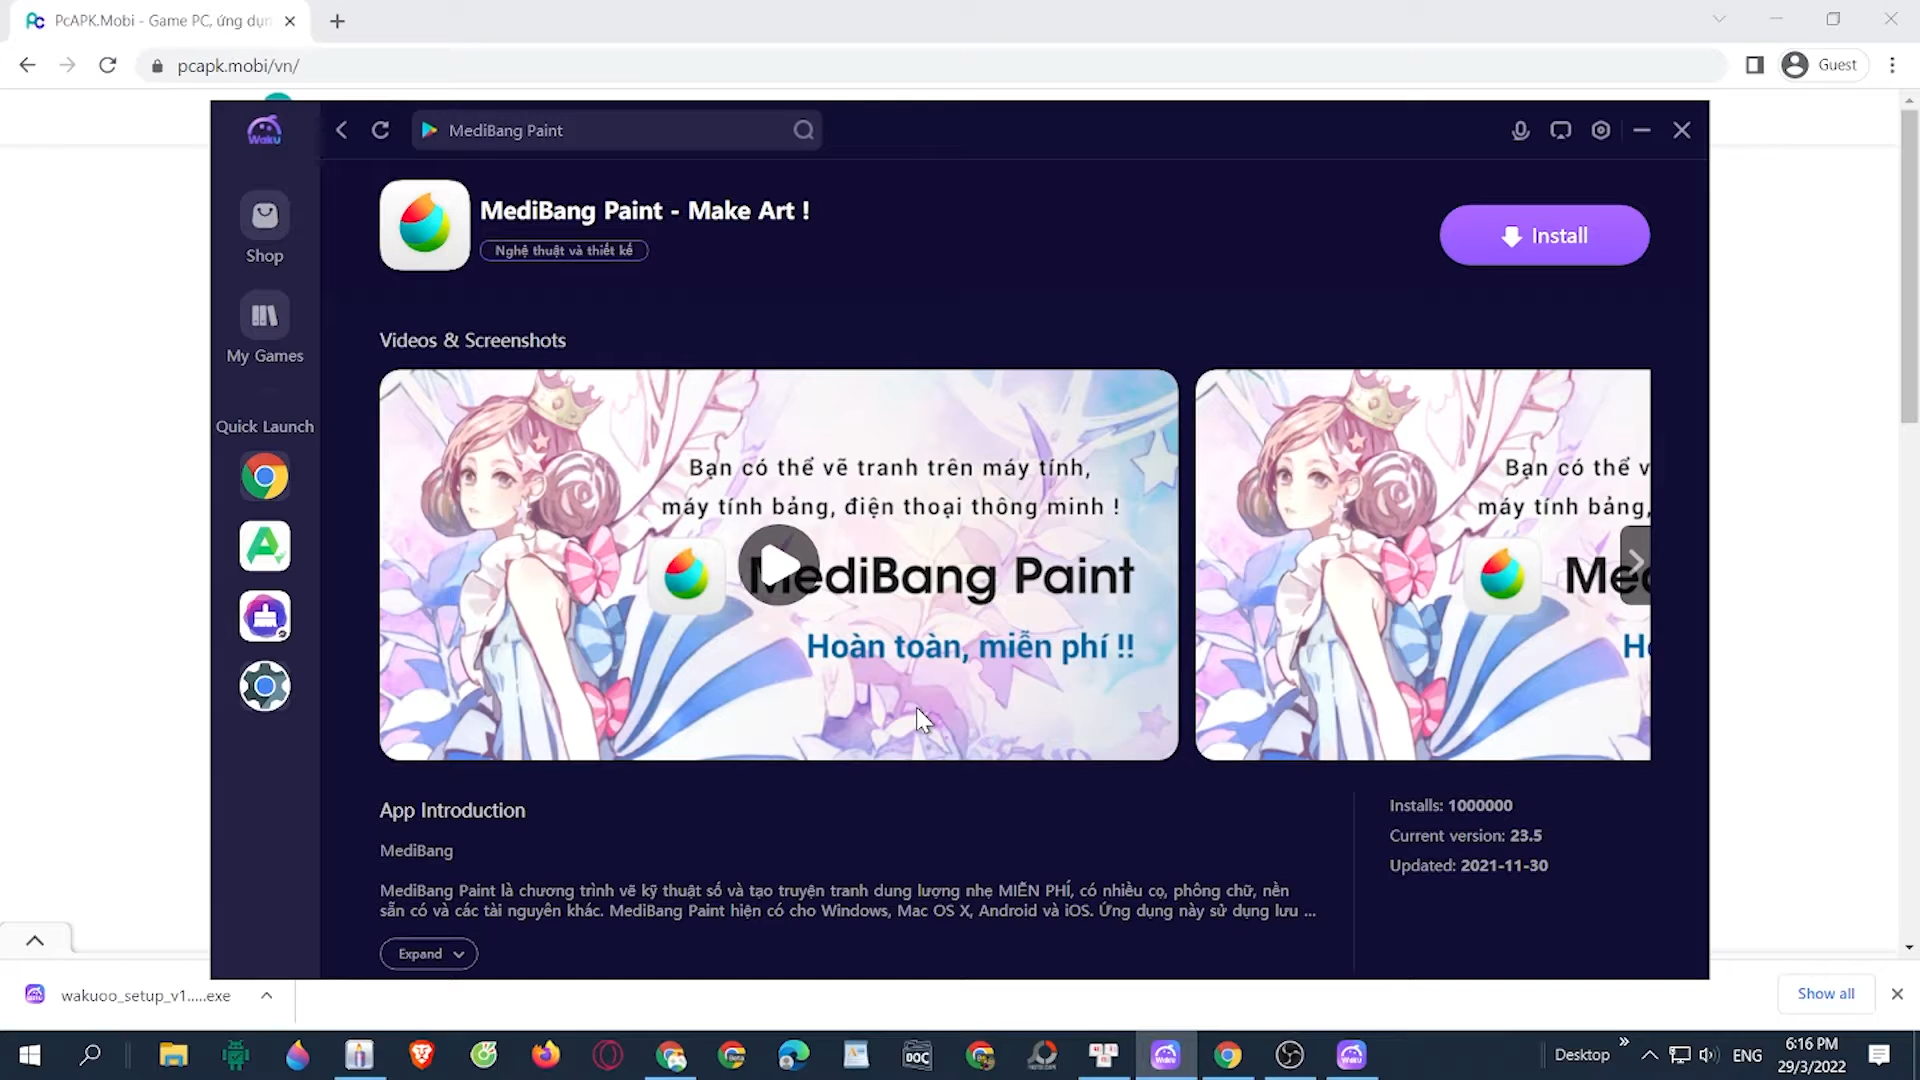 PcAPK.Mobi - Game PC, ứng dụn
pcapk.mobi/vn/
Guest
Waku
MediBang Paint
Shop
My Games
Quick Launch
MediBang Paint - Make Art !
Nghệ thuật và thiết kế
Install
Videos & Screenshots
Bạn có thể vẽ tranh trên máy tính,
máy tính bảng, điện thoại thông minh !
MediBang Paint
Hoàn toàn, miễn phí !!
Bạn có thể v
máy tính bảng,
Med
Ho
App Introduction
MediBang
MediBang Paint là chương trình vẽ kỹ thuật số và tạo truyện tranh dung lượng nhẹ MIỄN PHÍ, có nhiều cọ, phông chữ, nền
sẵn có và các tài nguyên khác. MediBang Paint hiện có cho Windows, Mac OS X, Android và iOS. Ứng dụng này sử dụng lưu ...
Expand
Installs: 1000000
Current version: 23.5
Updated: 2021-11-30
wakuoo_setup_v1.....exe
Show all
Desktop
ENG
6:16 PM
29/3/2022